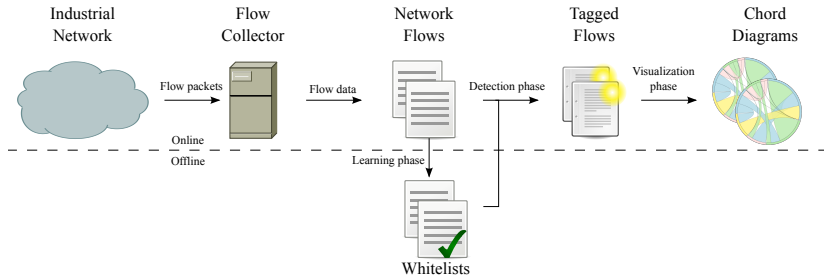 Industrial
Network
Flow
Collector
Network
Flows
Tagged
Flows
Chord
Diagrams
Flow packets
Flow data
Detection phase
Visualization
phase
Online
Offline
Learning phase
Whitelists